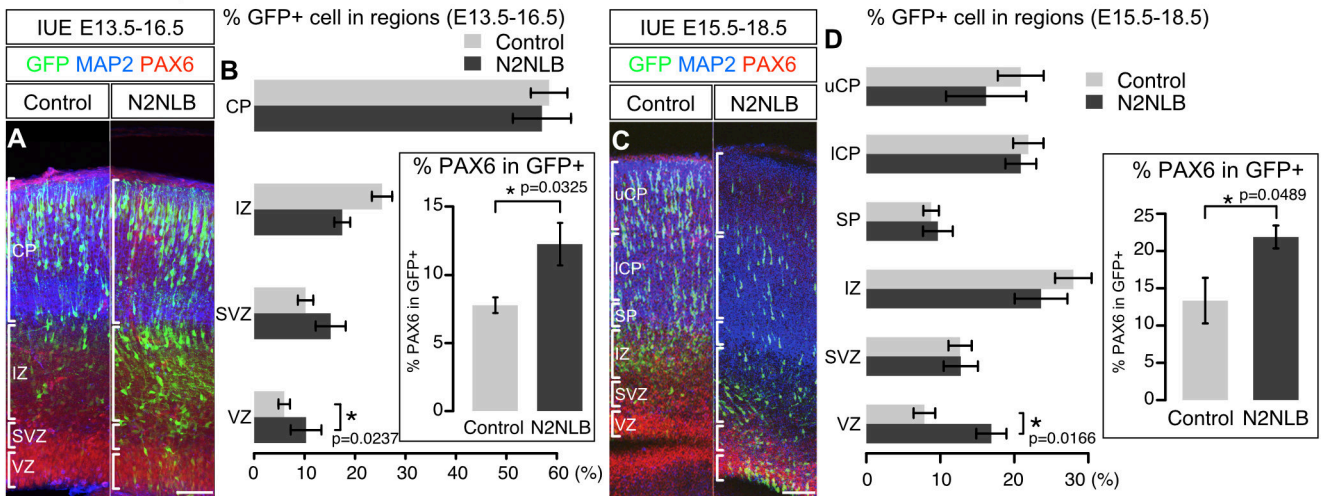 IUE E13.5-16.5
GFP MAP2 PAX6
Control N2NLB
A
CP
IZ
SVZ
VZ
% GFP+ cell in regions (E13.5-16.5)
Control
N2NLB
B
CP
IZ
SVZ
VZ
* p=0.0237
0 10 20 30 40 50 60 (%)
% PAX6 in GFP+
* p=0.0325
% PAX6 in GFP+
15
10
5
0
Control N2NLB
IUE E15.5-18.5
GFP MAP2 PAX6
Control N2NLB
C
uCP
lCP
SP
IZ
SVZ
VZ
% GFP+ cell in regions (E15.5-18.5)
D
Control
N2NLB
uCP
lCP
SP
IZ
SVZ
VZ
* p=0.0166
0 10 20 30 (%)
% PAX6 in GFP+
* p=0.0489
% PAX6 in GFP+
25
20
15
10
5
0
Control N2NLB